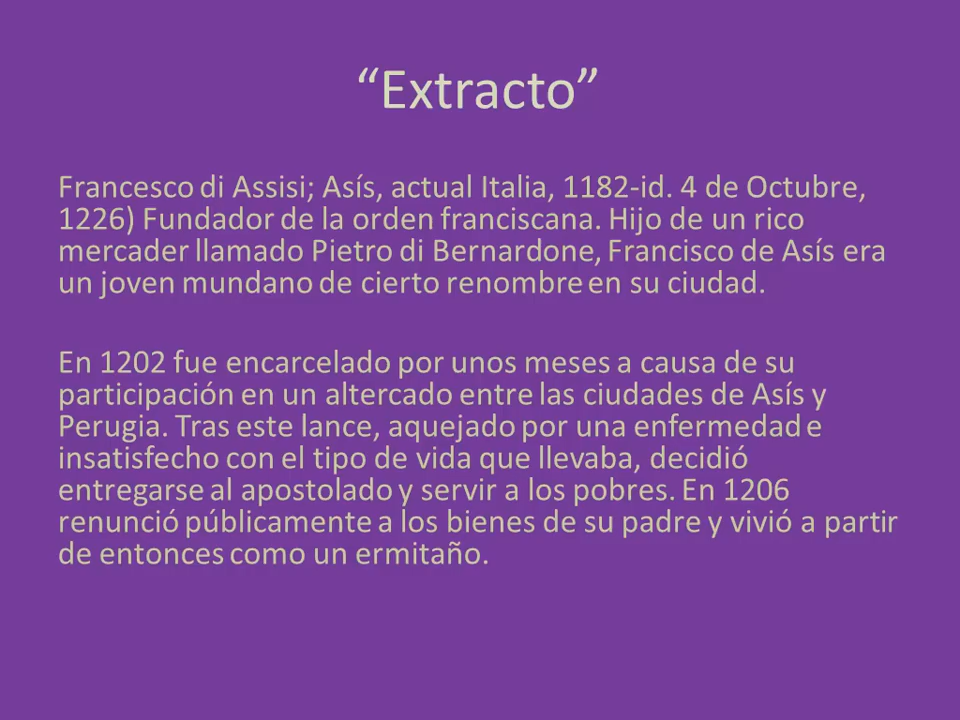 “Extracto”
Francesco di Assisi; Asís, actual Italia, 1182-id. 4 de Octubre,
1226) Fundador de la orden franciscana. Hijo de un rico
mercader llamado Pietro di Bernardone, Francisco de Asís era
un joven mundano de cierto renombre en su ciudad.
En 1202 fue encarcelado por unos meses a causa de su
participación en un altercado entre las ciudades de Asís y
Perugia. Tras este lance, aquejado por una enfermedad e
insatisfecho con el tipo de vida que llevaba, decidió
entregarse al apostolado y servir a los pobres. En 1206
renunció públicamente a los bienes de su padre y vivió a partir
de entonces como un ermitaño.